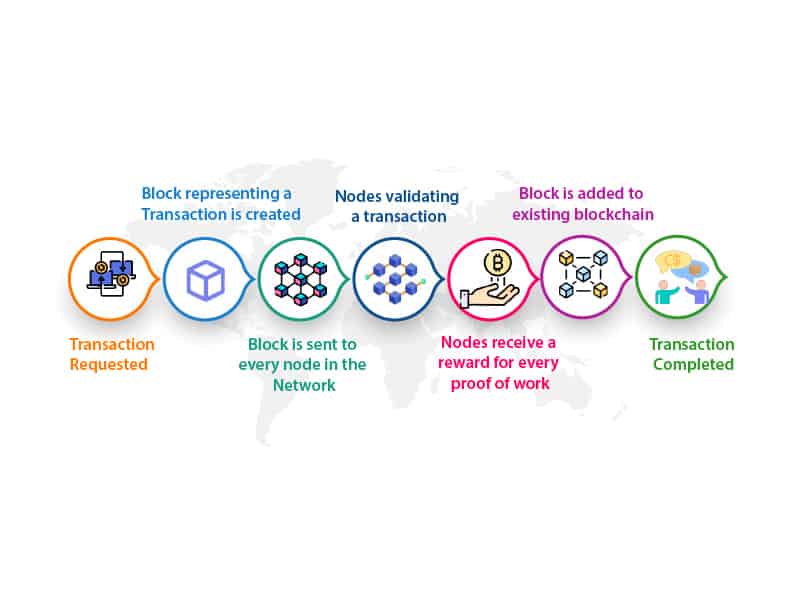 Transaction
Requested
Block representing a
Transaction is created
Block is sent to
every node in the
Network
Nodes validating
a transaction
Nodes receive a
reward for every
proof of work
Block is added to
existing blockchain
C$
Transaction
Completed